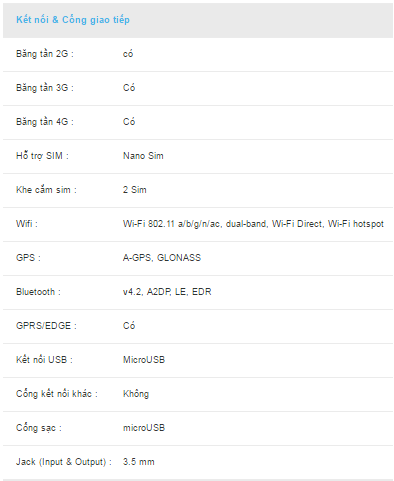 Kết nối & Cổng giao tiếp
Băng tần 2G : có
Băng tần 3G : Có
Băng tần 4G : Có
Hỗ trợ SIM : Nano Sim
Khe cắm sim : 2 Sim
Wifi : Wi-Fi 802.11 a/b/g/n/ac, dual-band, Wi-Fi Direct, Wi-Fi hotspot
GPS : A-GPS, GLONASS
Bluetooth : v4.2, A2DP, LE, EDR
GPRS/EDGE : Có
Kết nối USB : MicroUSB
Cổng kết nối khác : Không
Cổng sạc : microUSB
Jack (Input & Output) : 3.5 mm